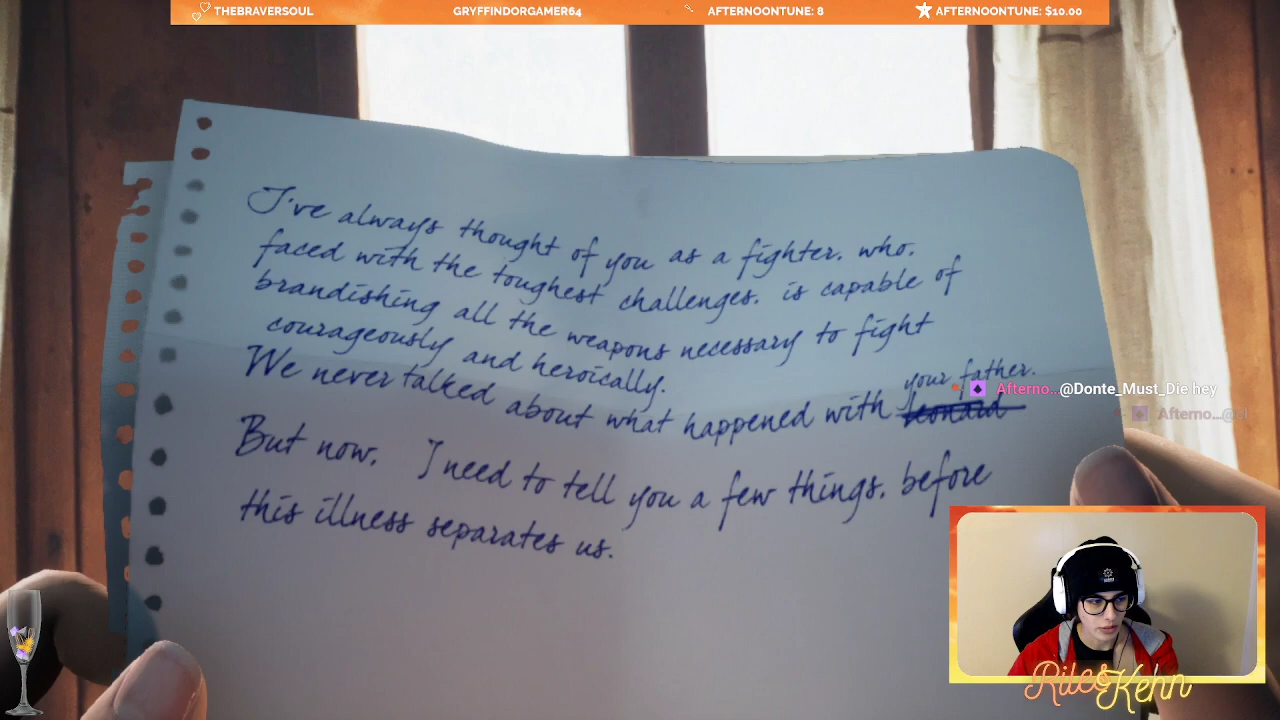 THEBRAVERSOUL
GRYFFINDORGAMER64
AFTERNOONTUNE: 8
AFTERNOONTUNE: $10.00
I've always thought of you as a fighter. who.
faced with the toughest challenges. is capable of
brandishing all the weapons necessary to fight
courageously and heroically.
We never talked about what happened with your father.
leonard
But now. I need to tell you a few things. before
this illness separates us.
Afterno...@Donte_Must_Die hey
Afterno...
Riles Kehn